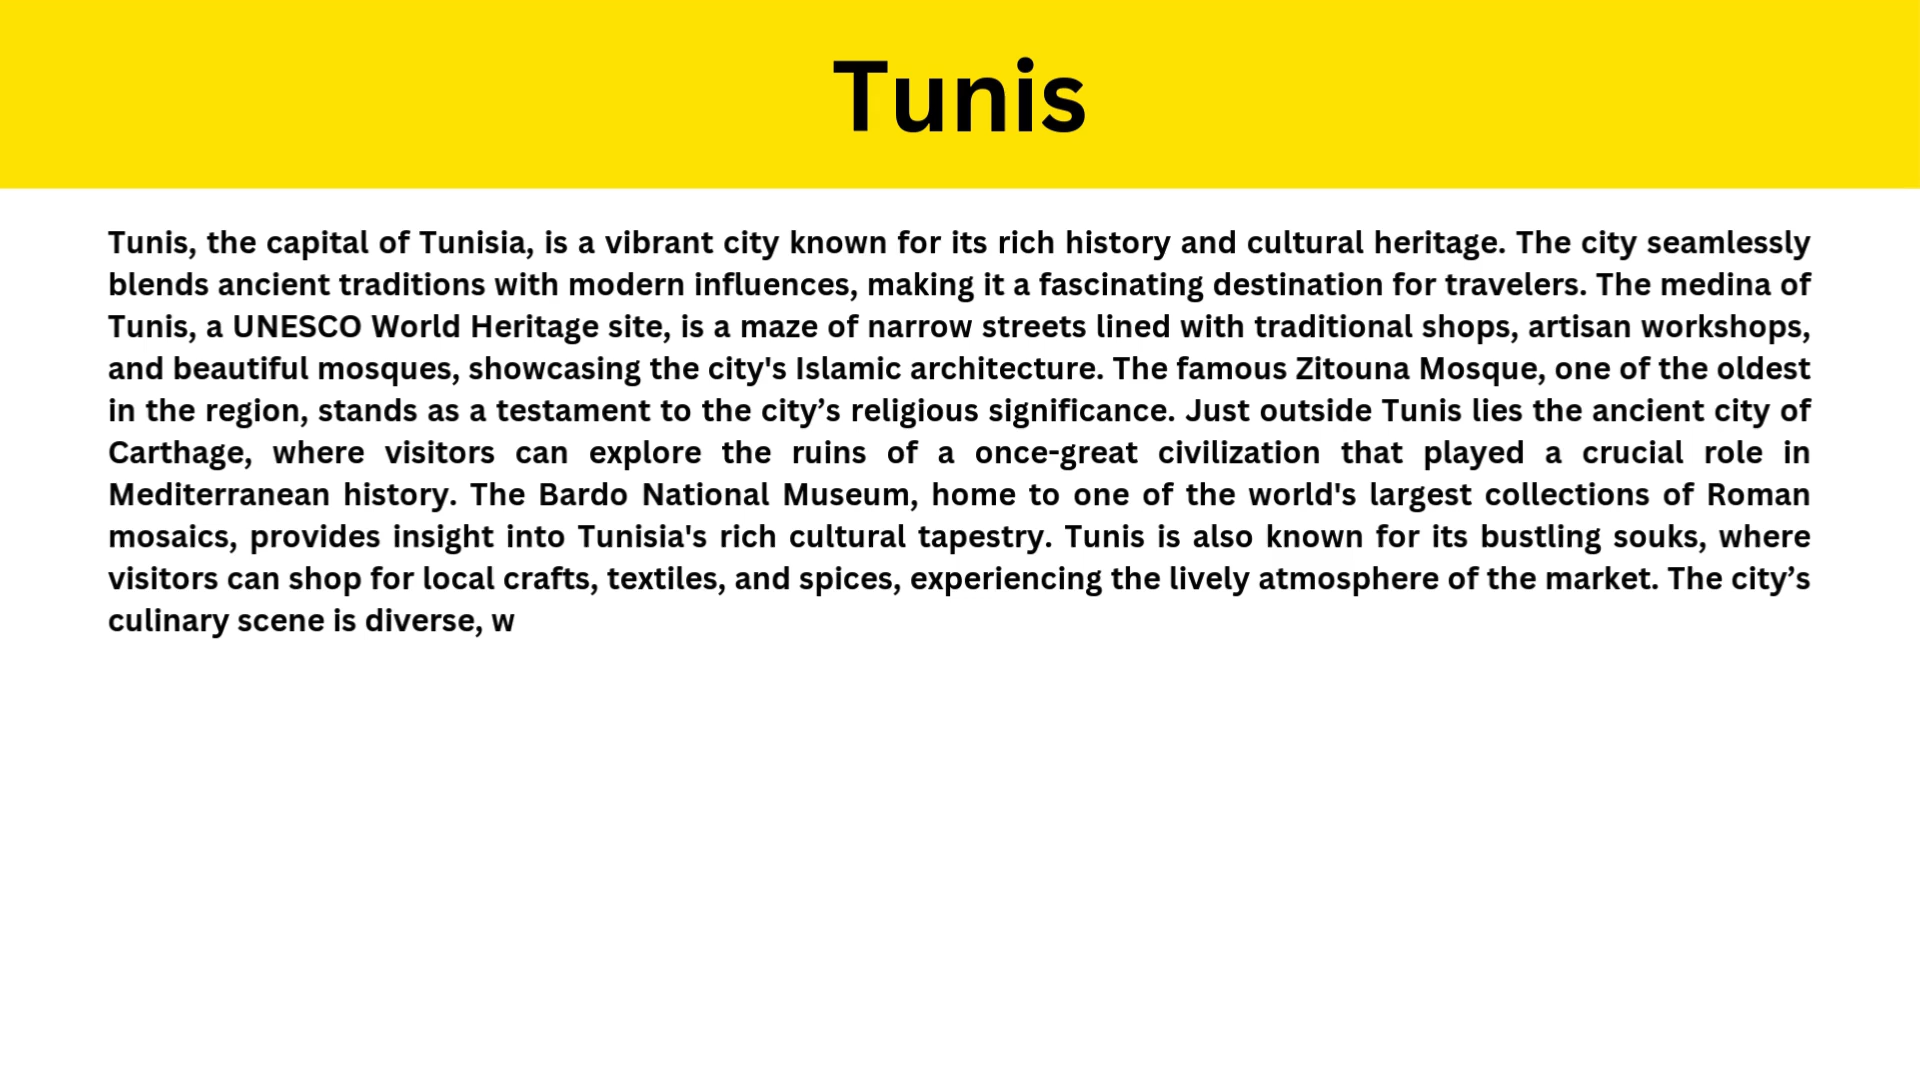 Tunis
Tunis, the capital of Tunisia, is a vibrant city known for its rich history and cultural heritage. The city seamlessly
blends ancient traditions with modern influences, making it a fascinating destination for travelers. The medina of
Tunis, a UNESCO World Heritage site, is a maze of narrow streets lined with traditional shops, artisan workshops,
and beautiful mosques, showcasing the city's Islamic architecture. The famous Zitouna Mosque, one of the oldest
in the region, stands as a testament to the city’s religious significance. Just outside Tunis lies the ancient city of
Carthage, where visitors can explore the ruins of a once-great civilization that played a crucial role in
Mediterranean history. The Bardo National Museum, home to one of the world's largest collections of Roman
mosaics, provides insight into Tunisia's rich cultural tapestry. Tunis is also known for its bustling souks, where
visitors can shop for local crafts, textiles, and spices, experiencing the lively atmosphere of the market. The city’s
culinary scene is diverse, w